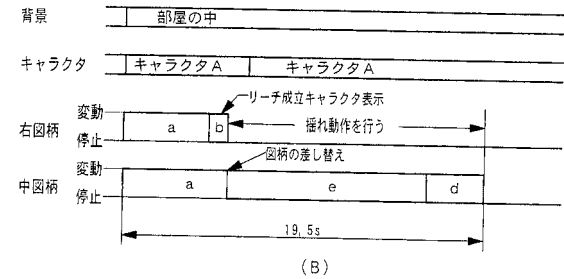 背景 部屋の中
キャラクタ キャラクタA キャラクタA
リーチ成立キャラクタ表示
右図柄 変動 停止 a b 揺れ動作を行う
図柄の差し替え
中図柄 変動 停止 a e d
19,5s
(B)